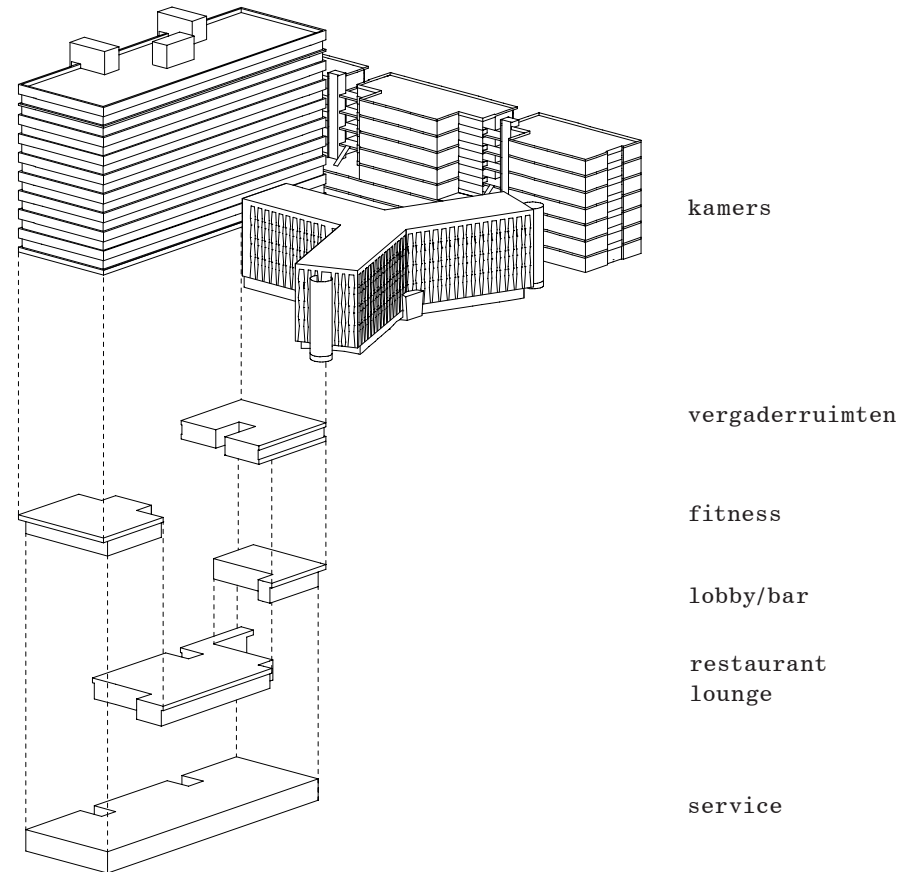 kamers
vergaderruimten
fitness
lobby/bar
restaurant
lounge
service